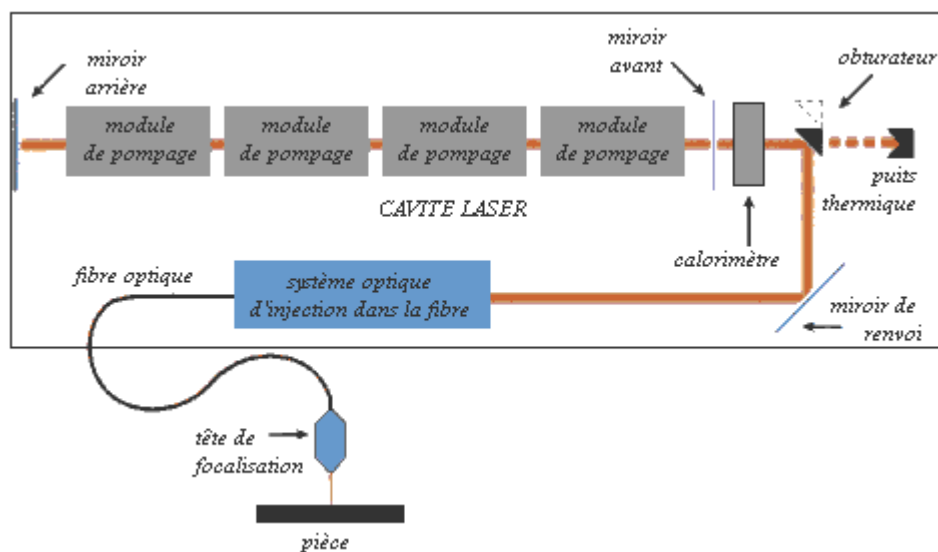 miroir
arrière
miroir
avant
obturateur
module
de pompage
module
de pompage
module
de pompage
module
de pompage
puits
thermique
CAVITE LASER
calorimètre
fibre optique
système optique
d'injection dans la fibre
miroir de
renvoi
tête de
focalisation
pièce